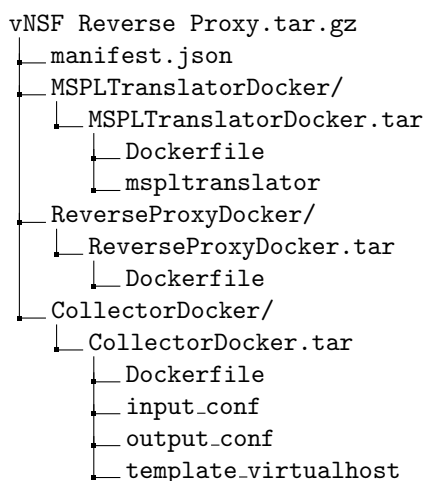 vNSF Reverse Proxy.tar.gz
manifest.json
MSPLTranslatorDocker/
MSPLTranslatorDocker.tar
Dockerfile
mspltranslator
ReverseProxyDocker/
ReverseProxyDocker.tar
Dockerfile
CollectorDocker/
CollectorDocker.tar
Dockerfile
input_conf
output_conf
template_virtualhost